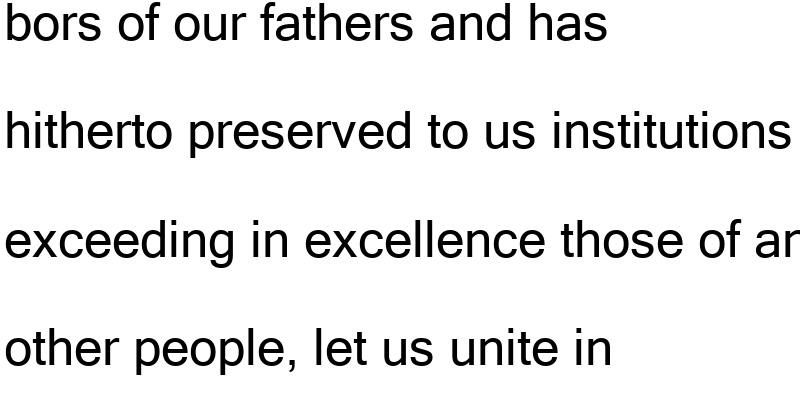 bors of our fathers and has
hitherto preserved to us institutions
exceeding in excellence those of
other people, let us unite in